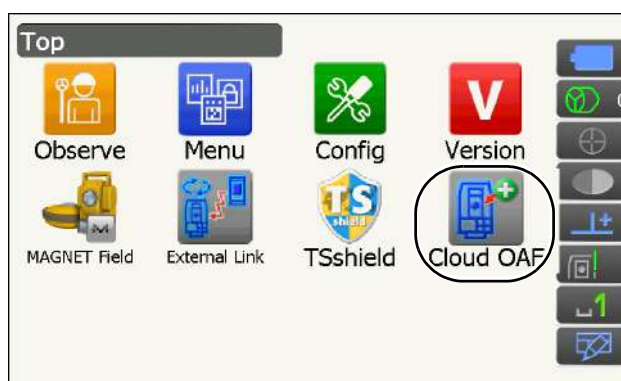 Top
Observe Menu Config Version
MAGNET Field External Link TSshield Cloud OAF
V
M
TS
shield
1